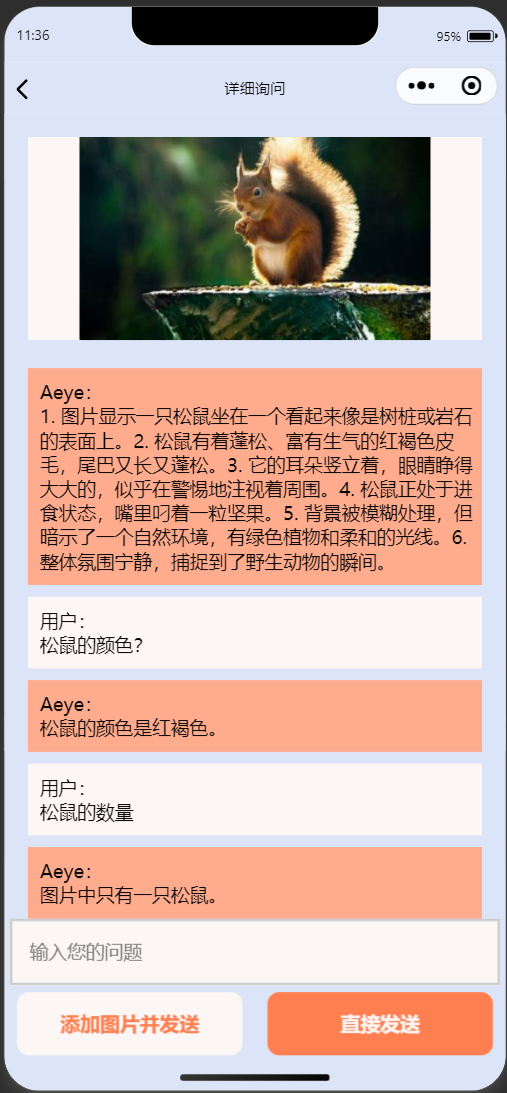 11:36
95%
详细询问
Aeye：
1. 图片显示一只松鼠坐在一个看起来像是树桩或岩石
的表面上。2. 松鼠有着蓬松、富有生气的红褐色皮
毛，尾巴又长又蓬松。3. 它的耳朵竖立着，眼睛睁得
大大的，似乎在警惕地注视着周围。4. 松鼠正处于进
食状态，嘴里叼着一粒坚果。5. 背景被模糊处理，但
暗示了一个自然环境，有绿色植物和柔和的光线。6.
整体氛围宁静，捕捉到了野生动物的瞬间。
用户：
松鼠的颜色?
Aeye：
松鼠的颜色是红褐色。
用户：
松鼠的数量
Aeye：
图片中只有一只松鼠。
输入您的问题
添加图片并发送
直接发送